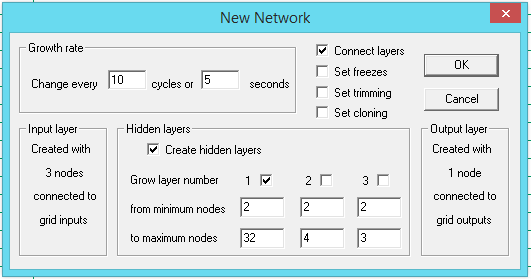 New Network
Growth rate
Change every 10 cycles or 5 seconds
Connect layers
Set freezes
Set trimming
Set cloning
OK
Cancel
Input layer
Created with
3 nodes
connected to
grid inputs
Hidden layers
Create hidden layers
Grow layer number 1 2 3
from minimum nodes 2 2 2
to maximum nodes 32 4 3
Output layer
Created with
1 node
connected to
grid outputs